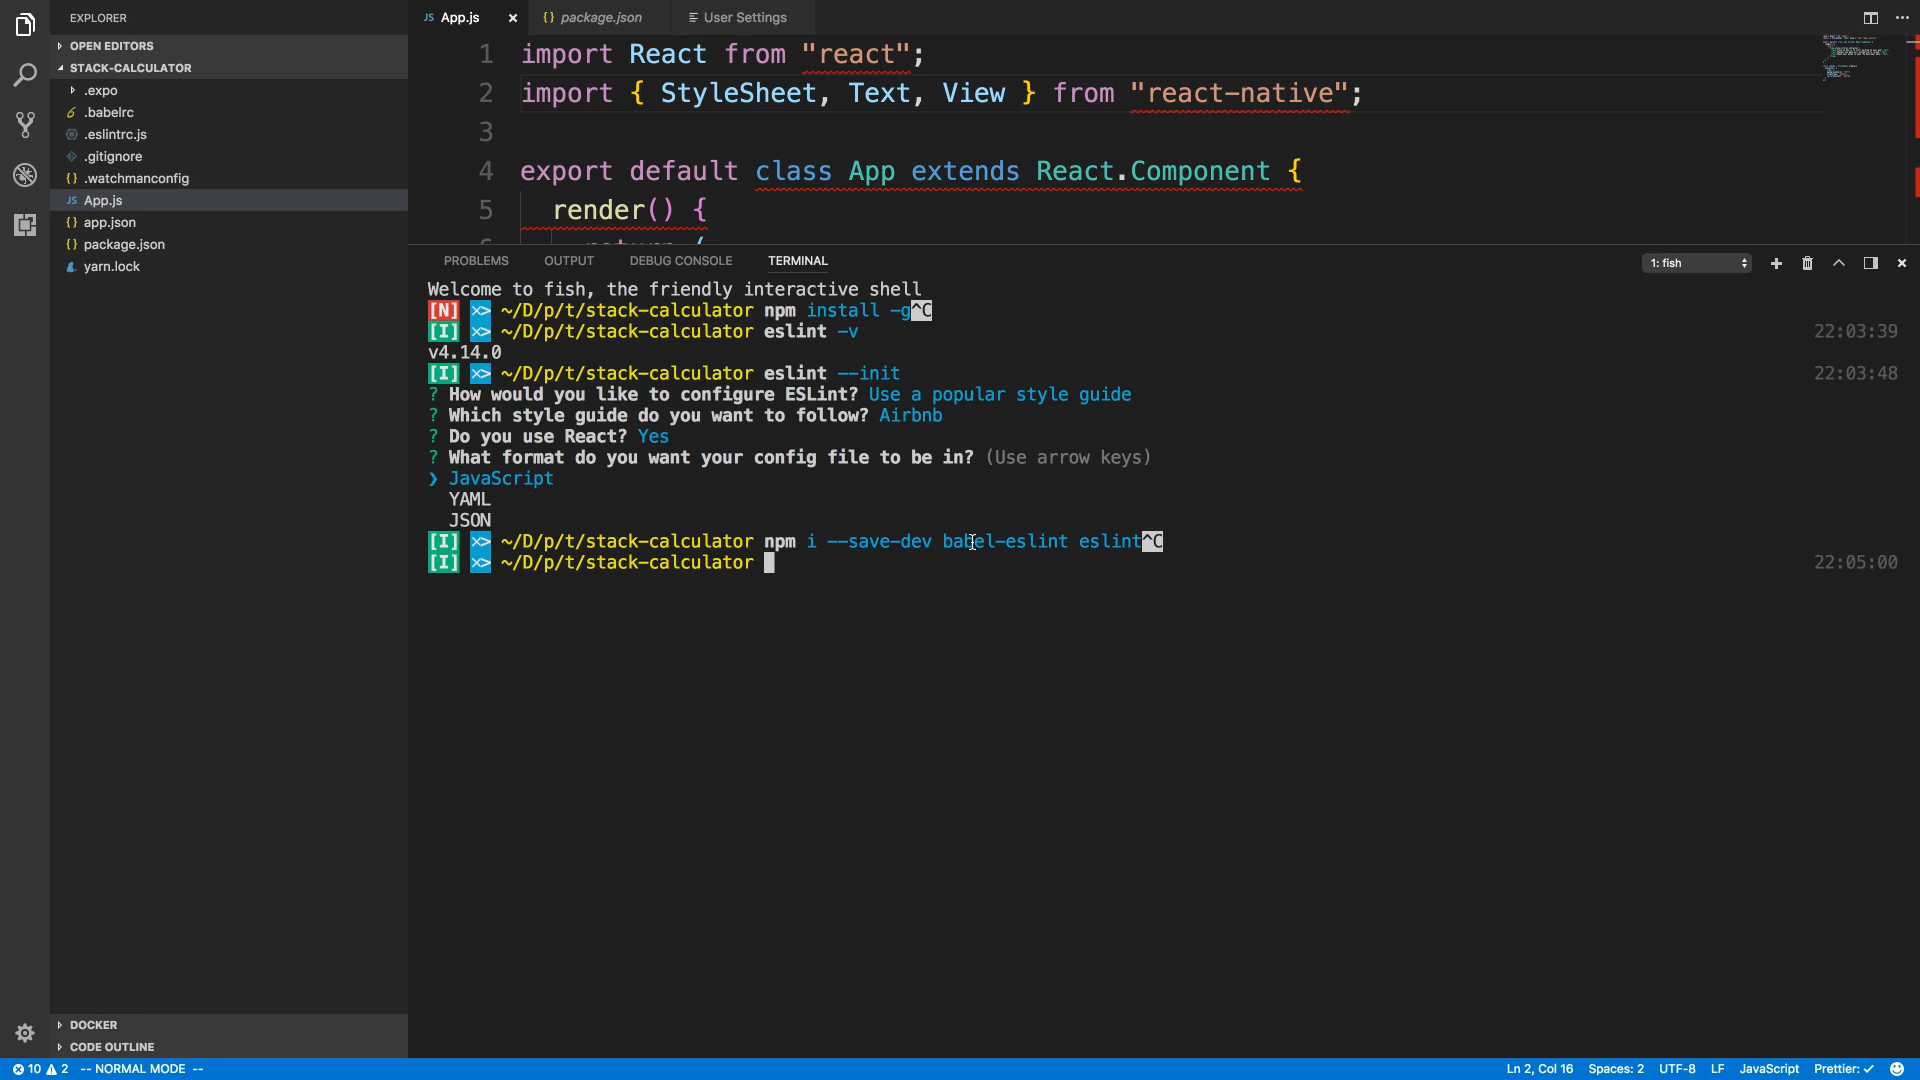 EXPLORER
OPEN EDITORS
STACK-CALCULATOR
.expo
.babelrc
.eslintrc.js
.gitignore
{} .watchmanconfig
JS App.js
{} app.json
{} package.json
yarn.lock
DOCKER
CODE OUTLINE
JS App.js ×
{} package.json
User Settings
1 import React from "react";
2 import { StyleSheet, Text, View } from "react-native";
3
4 export default class App extends React.Component {
5 render() {
PROBLEMS OUTPUT DEBUG CONSOLE TERMINAL 1: fish
Welcome to fish, the friendly interactive shell
[N] >> ~/D/p/t/stack-calculator npm install -g^C
[I] >> ~/D/p/t/stack-calculator eslint -v 22:03:39
v4.14.0
[I] >> ~/D/p/t/stack-calculator eslint --init 22:03:48
? How would you like to configure ESLint? Use a popular style guide
? Which style guide do you want to follow? Airbnb
? Do you use React? Yes
? What format do you want your config file to be in? (Use arrow keys)
❯ JavaScript
YAML
JSON
[I] >> ~/D/p/t/stack-calculator npm i --save-dev babel-eslint eslint^C
[I] >> ~/D/p/t/stack-calculator 22:05:00
10 2 -- NORMAL MODE -- Ln 2, Col 16 Spaces: 2 UTF-8 LF JavaScript Prettier: ✓